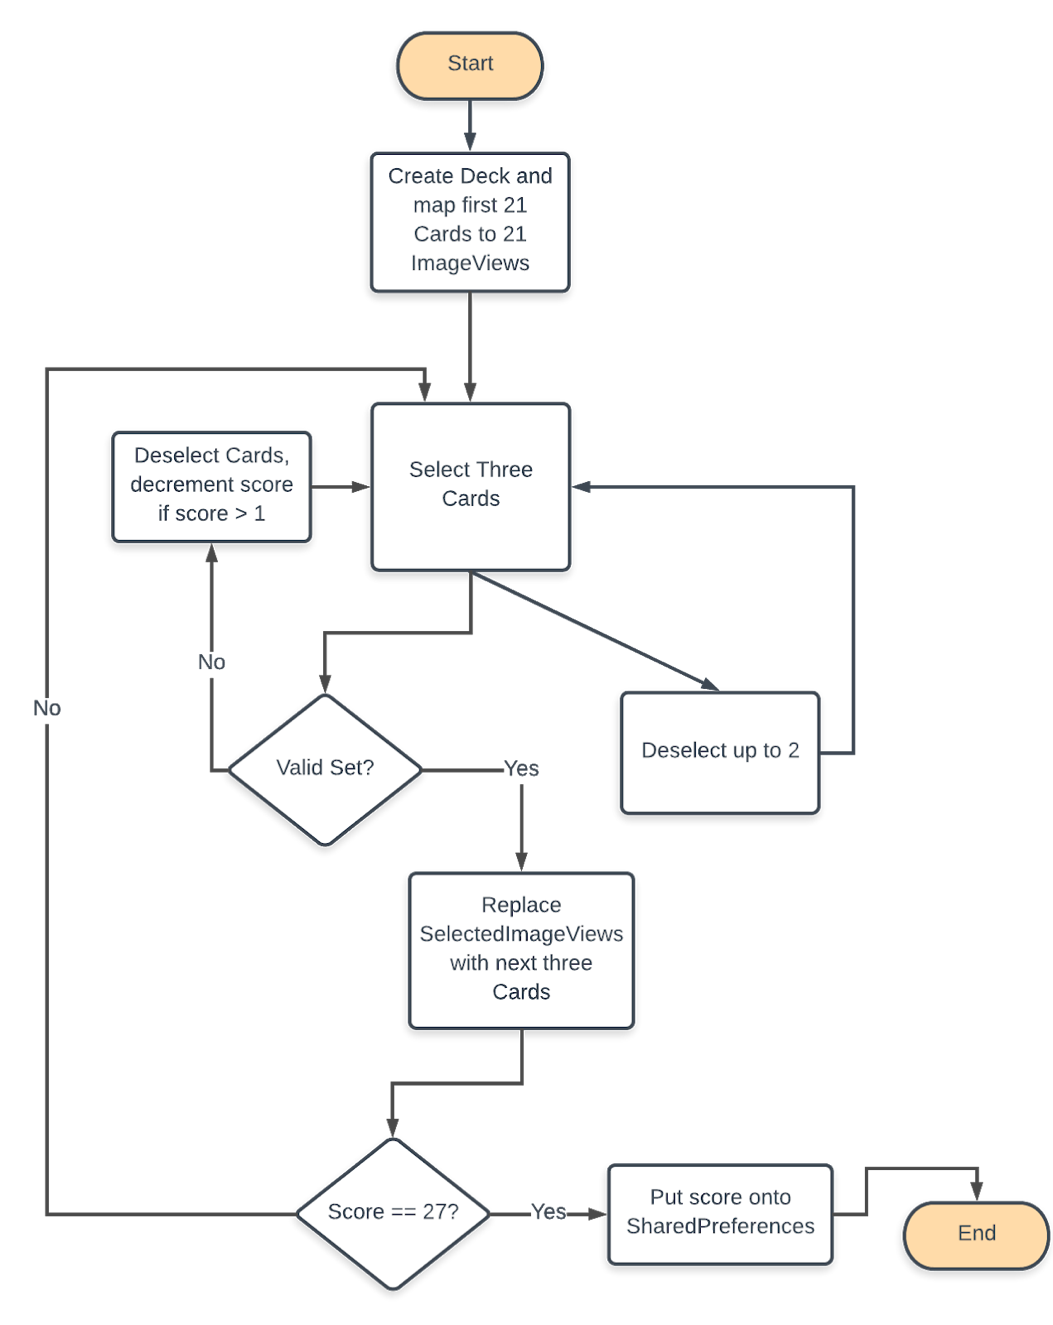 Start
Create Deck and
map first 21
Cards to 21
ImageViews
Select Three
Cards
Deselect Cards,
decrement score
if score > 1
No
No
Valid Set?
Yes
Deselect up to 2
Replace
SelectedImageViews
with next three
Cards
Score == 27?
Yes
Put score onto
SharedPreferences
End